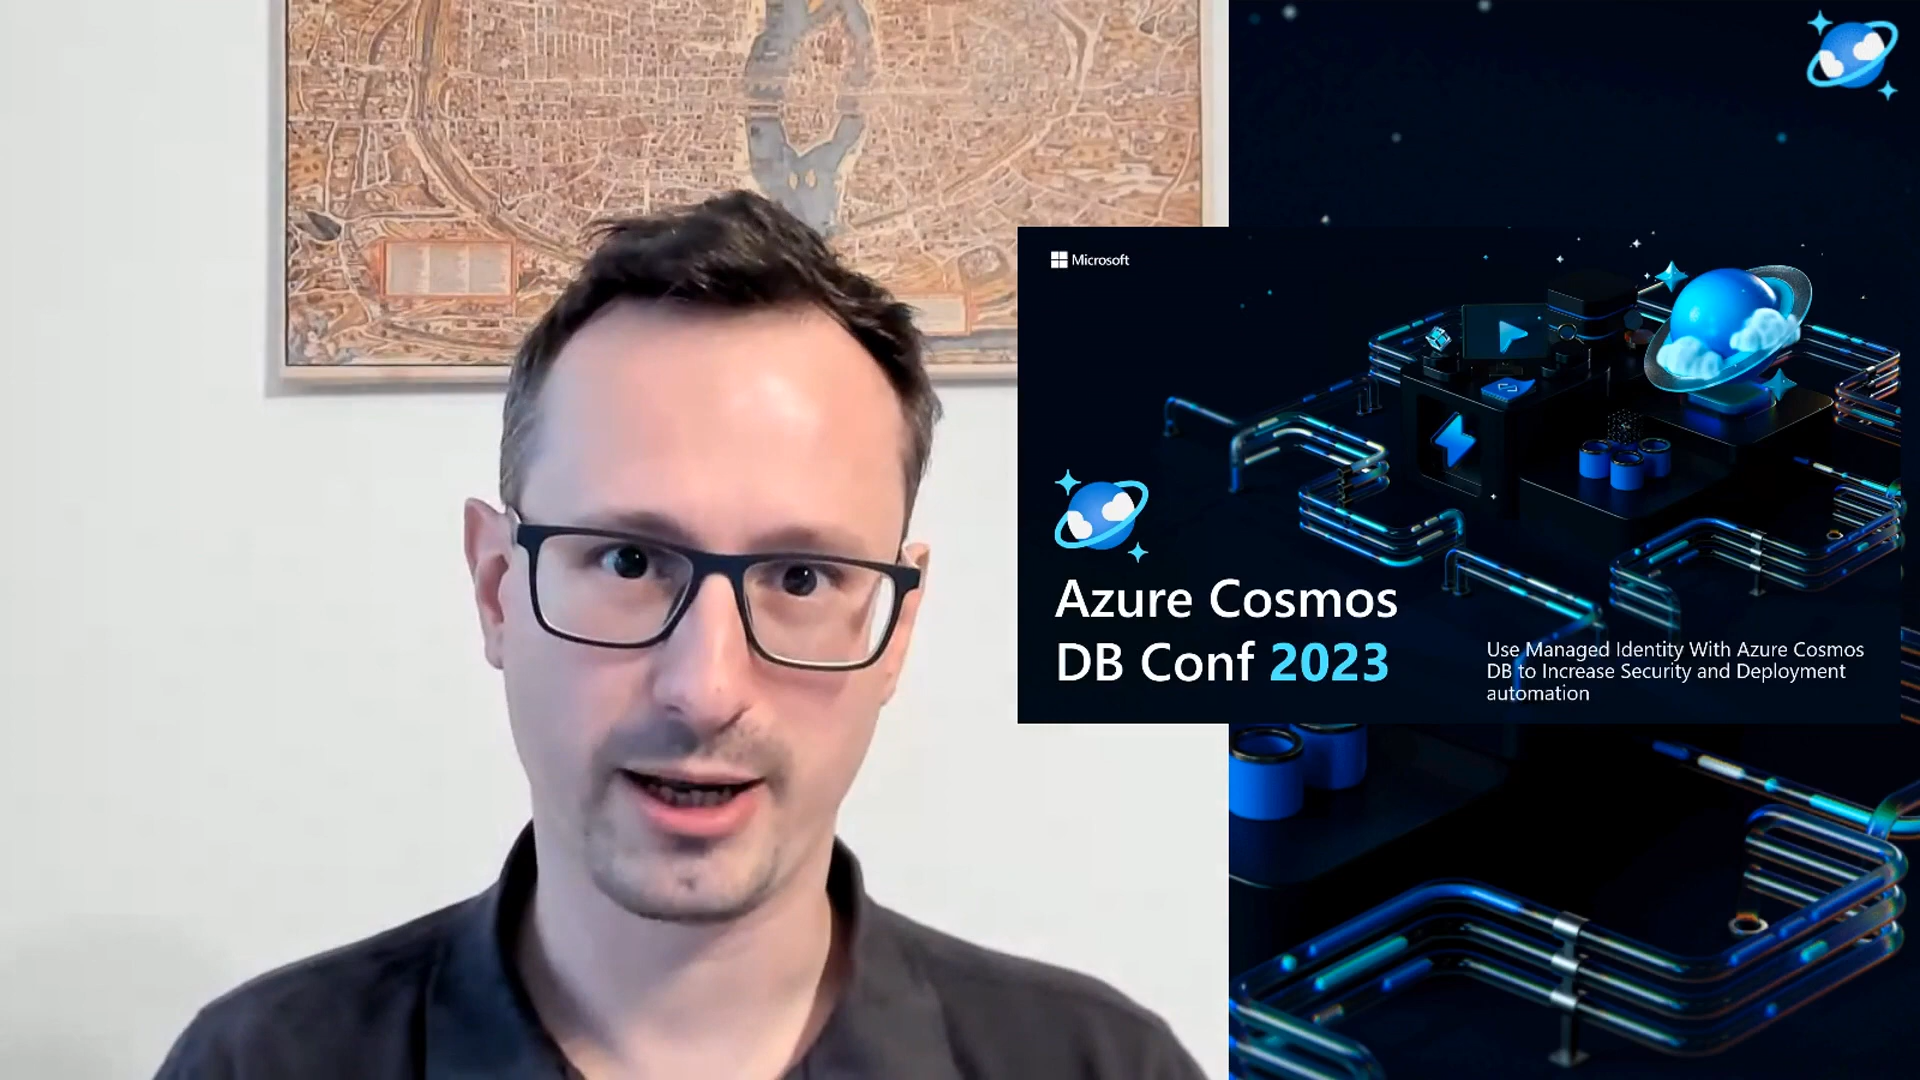 Microsoft
Azure Cosmos
DB Conf 2023
Use Managed Identity With Azure Cosmos
DB to Increase Security and Deployment
automation